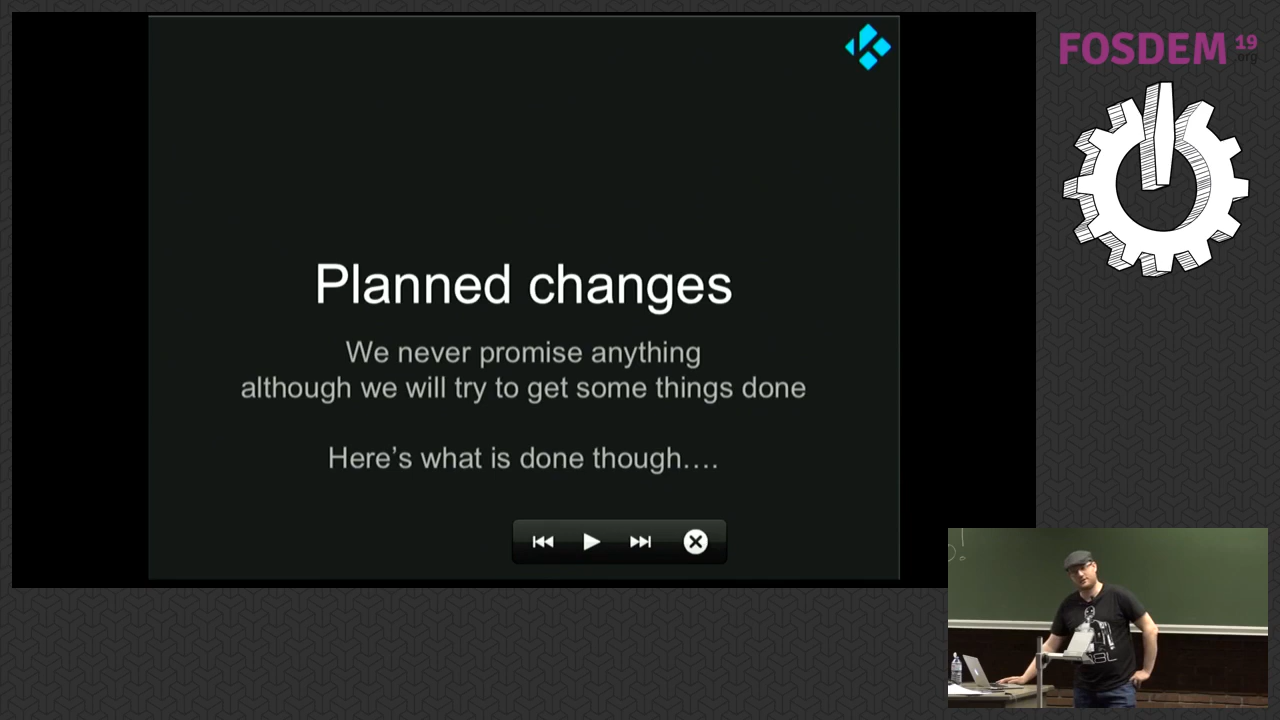 FOSDEM 19
.org
Planned changes
We never promise anything
although we will try to get some things done
Here's what is done though….